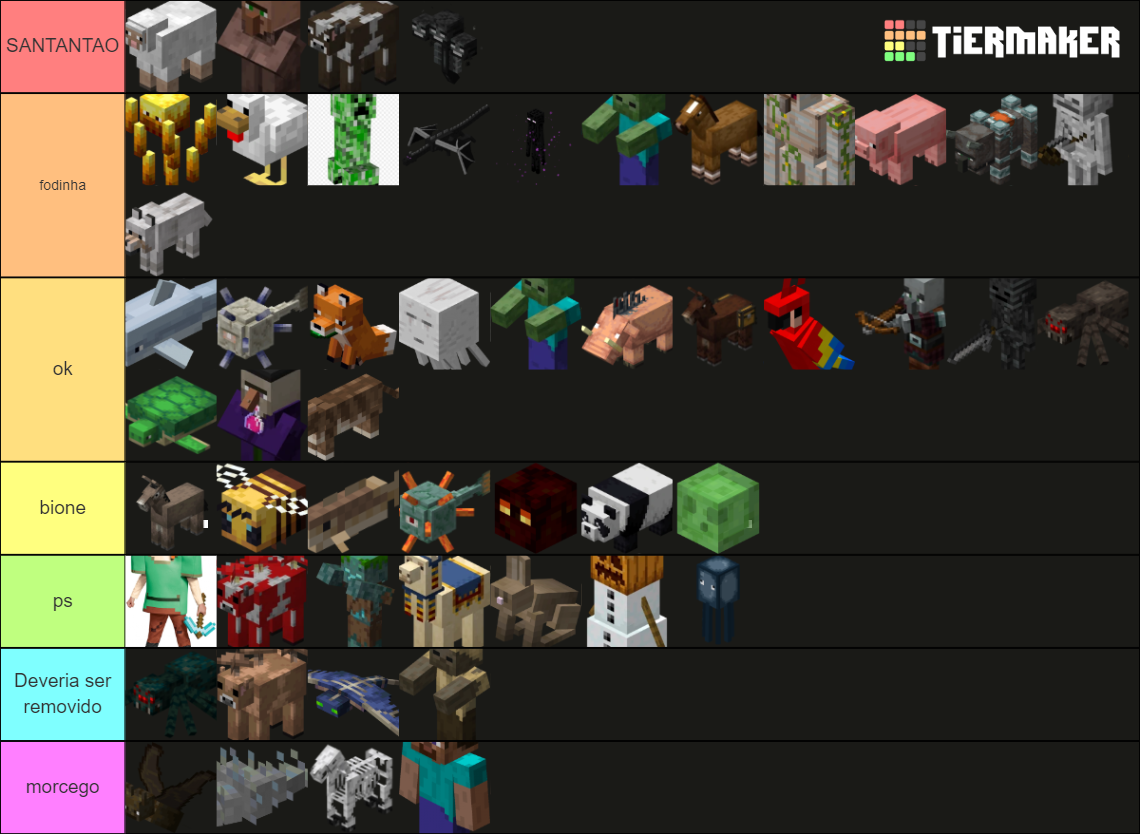 SANTANTAO
TiERMAKER
fodinha
ok
bione
ps
Deveria ser
removido
morcego